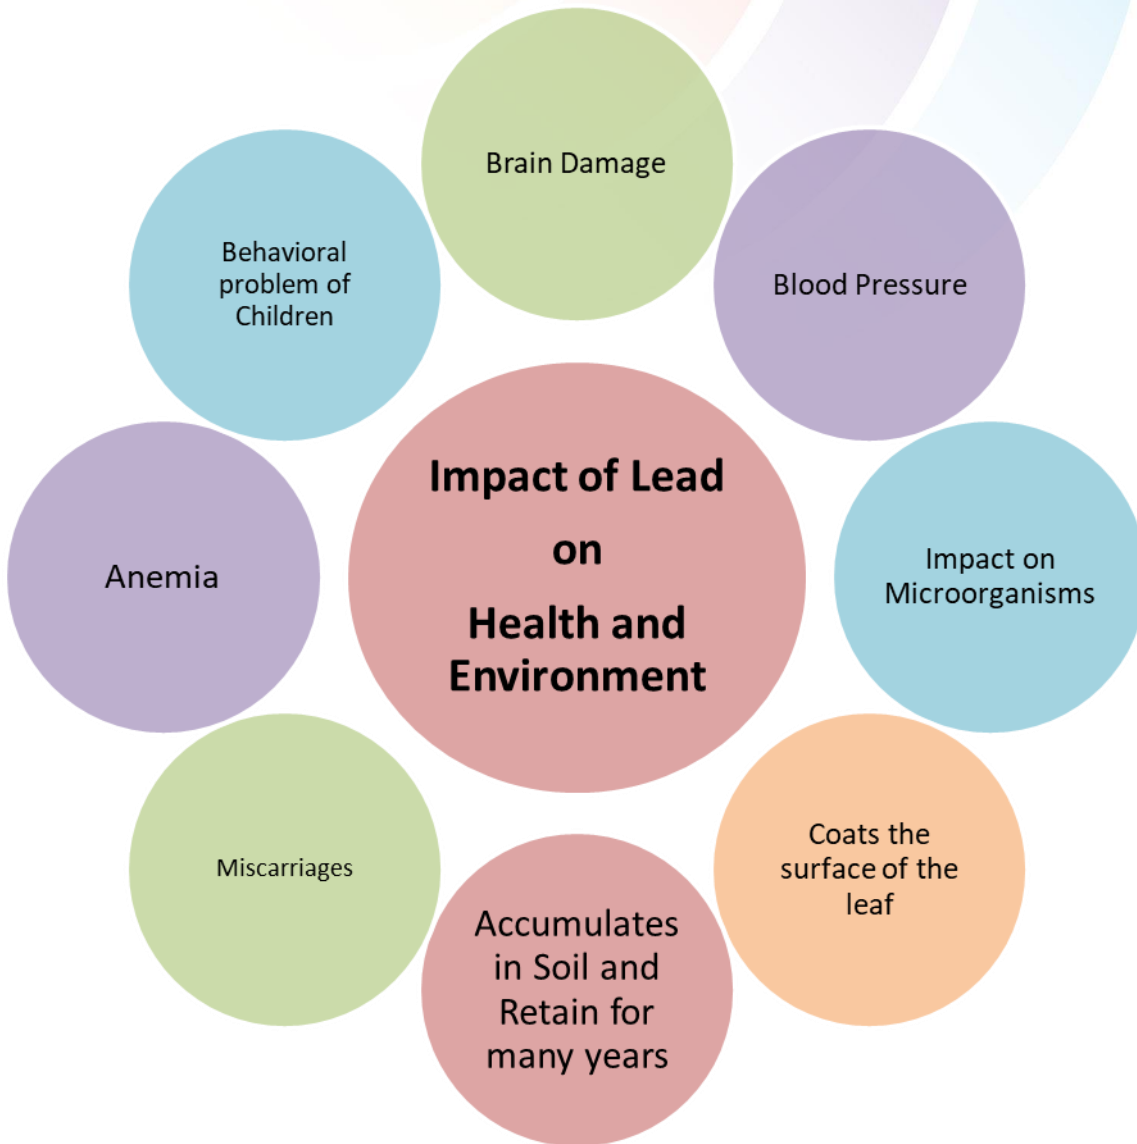 Brain Damage
Blood Pressure
Impact on
Microorganisms
Coats the
surface of the
leaf
Accumulates
in Soil and
Retain for
many years
Miscarriages
Anemia
Behavioral
problem of
Children
Impact of Lead
on
Health and
Environment